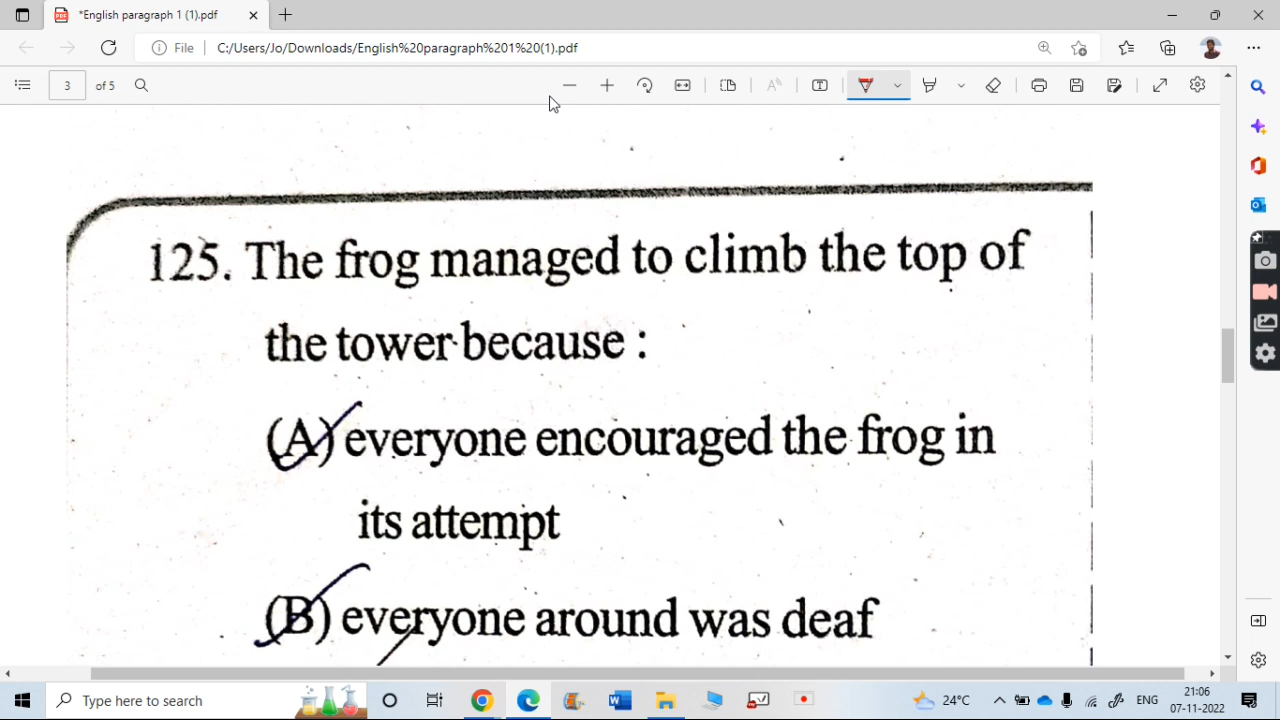 *English paragraph 1 (1).pdf
File
C:/Users/Jo/Downloads/English%20paragraph%201%20(1).pdf
3
of 5
125. The frog managed to climb the top of
the tower because :
(A) everyone encouraged the frog in
its attempt
(B) everyone around was deaf
Type here to search
24°C
ENG
21:06
07-11-2022